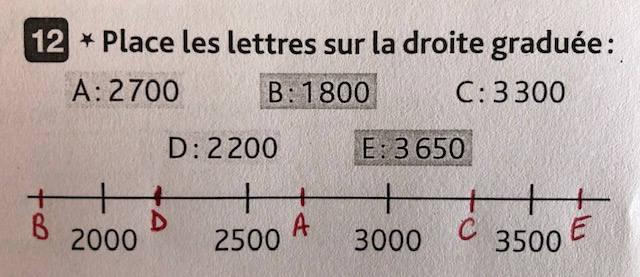 12 * Place les lettres sur la droite graduée :
A : 2700 B : 1800 C : 3300
D : 2200 E : 3650
B 2000 D 2500 A 3000 C 3500 E